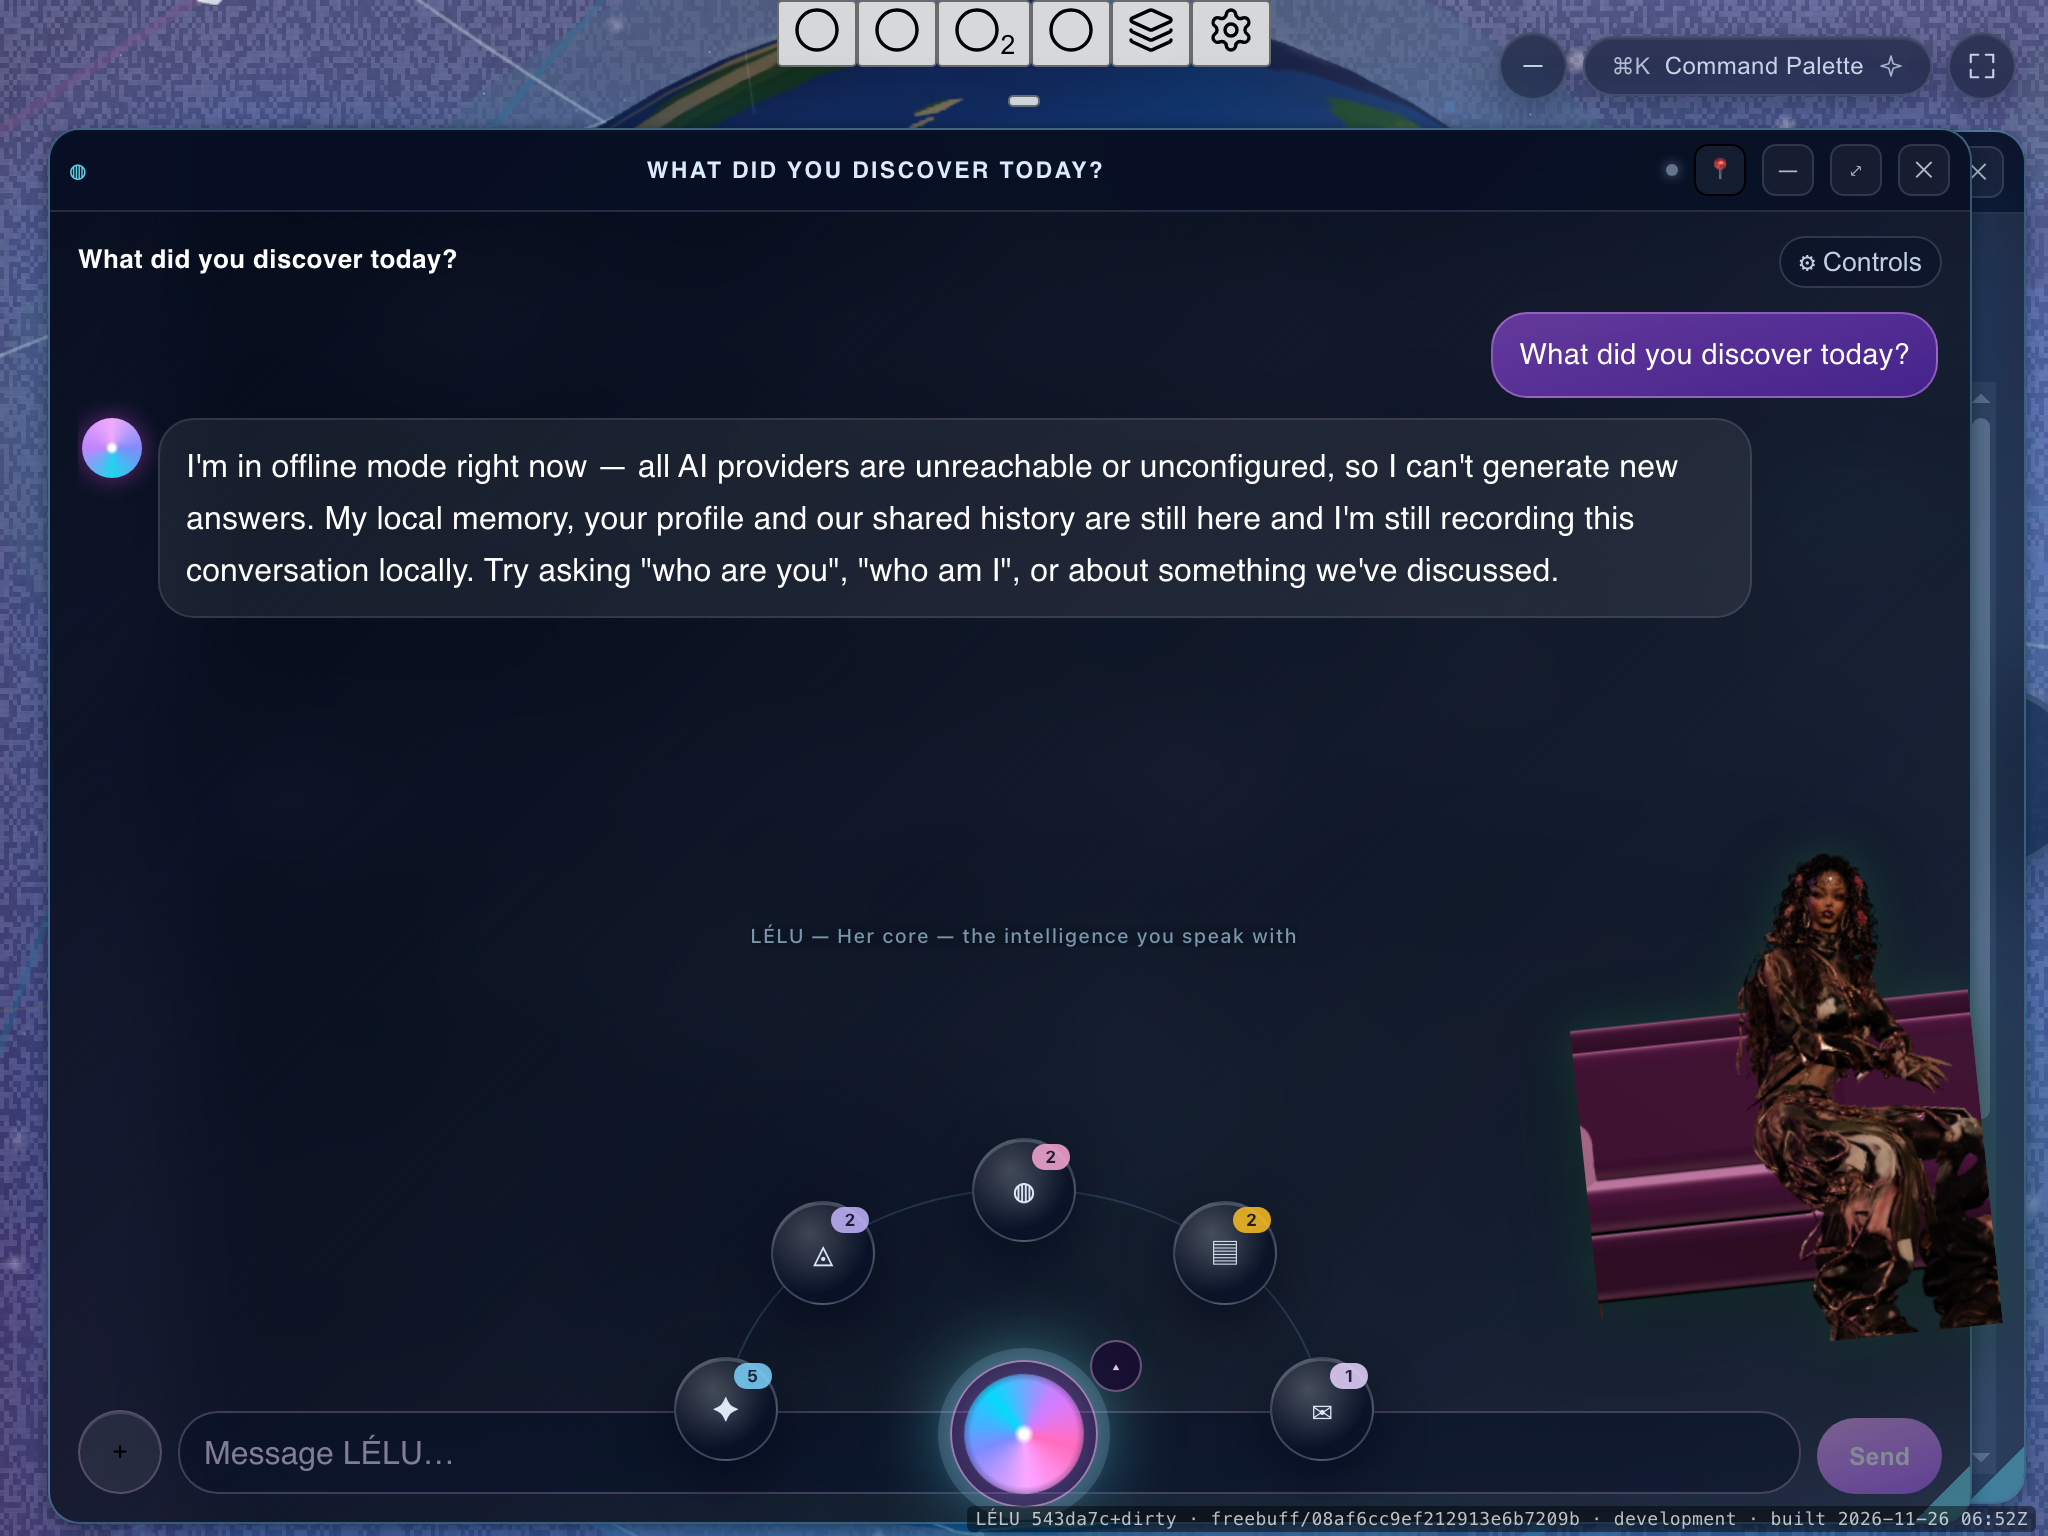 2
⌘K Command Palette
WHAT DID YOU DISCOVER TODAY?
What did you discover today?
⚙ Controls
What did you discover today?
I'm in offline mode right now — all AI providers are unreachable or unconfigured, so I can't generate new
answers. My local memory, your profile and our shared history are still here and I'm still recording this
conversation locally. Try asking "who are you", "who am I", or about something we've discussed.
LÉLU — Her core — the intelligence you speak with
2
2
2
5
1
+
Message LÉLU…
Send
LÉLU 543da7c+dirty · freebuff/08af6cc9ef212913e6b7209b · development · built 2026-11-26 06:52Z